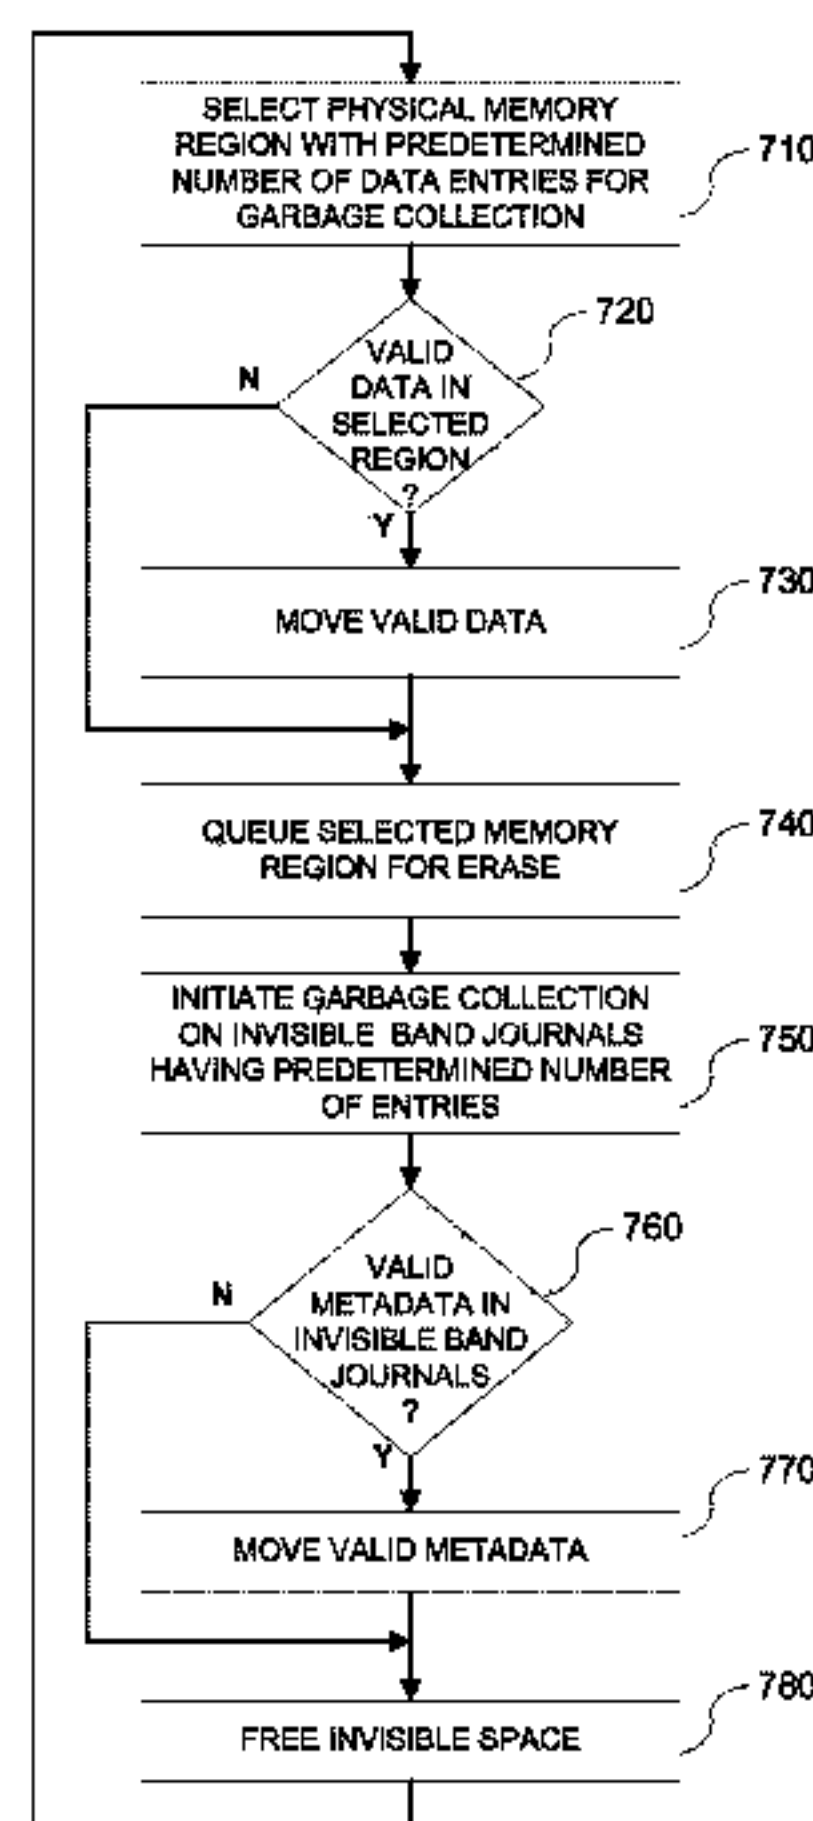 SELECT PHYSICAL MEMORY
REGION WITH PREDETERMINED
NUMBER OF DATA ENTRIES FOR
GARBAGE COLLECTION
710
720
VALID
DATA IN
SELECTED
REGION
?
N
Y
730
MOVE VALID DATA
740
QUEUE SELECTED MEMORY
REGION FOR ERASE
INITIATE GARBAGE COLLECTION
ON INVISIBLE BAND JOURNALS
HAVING PREDETERMINED NUMBER
OF ENTRIES
750
760
VALID
METADATA IN
INVISIBLE BAND
JOURNALS
?
N
Y
770
MOVE VALID METADATA
780
FREE INVISIBLE SPACE